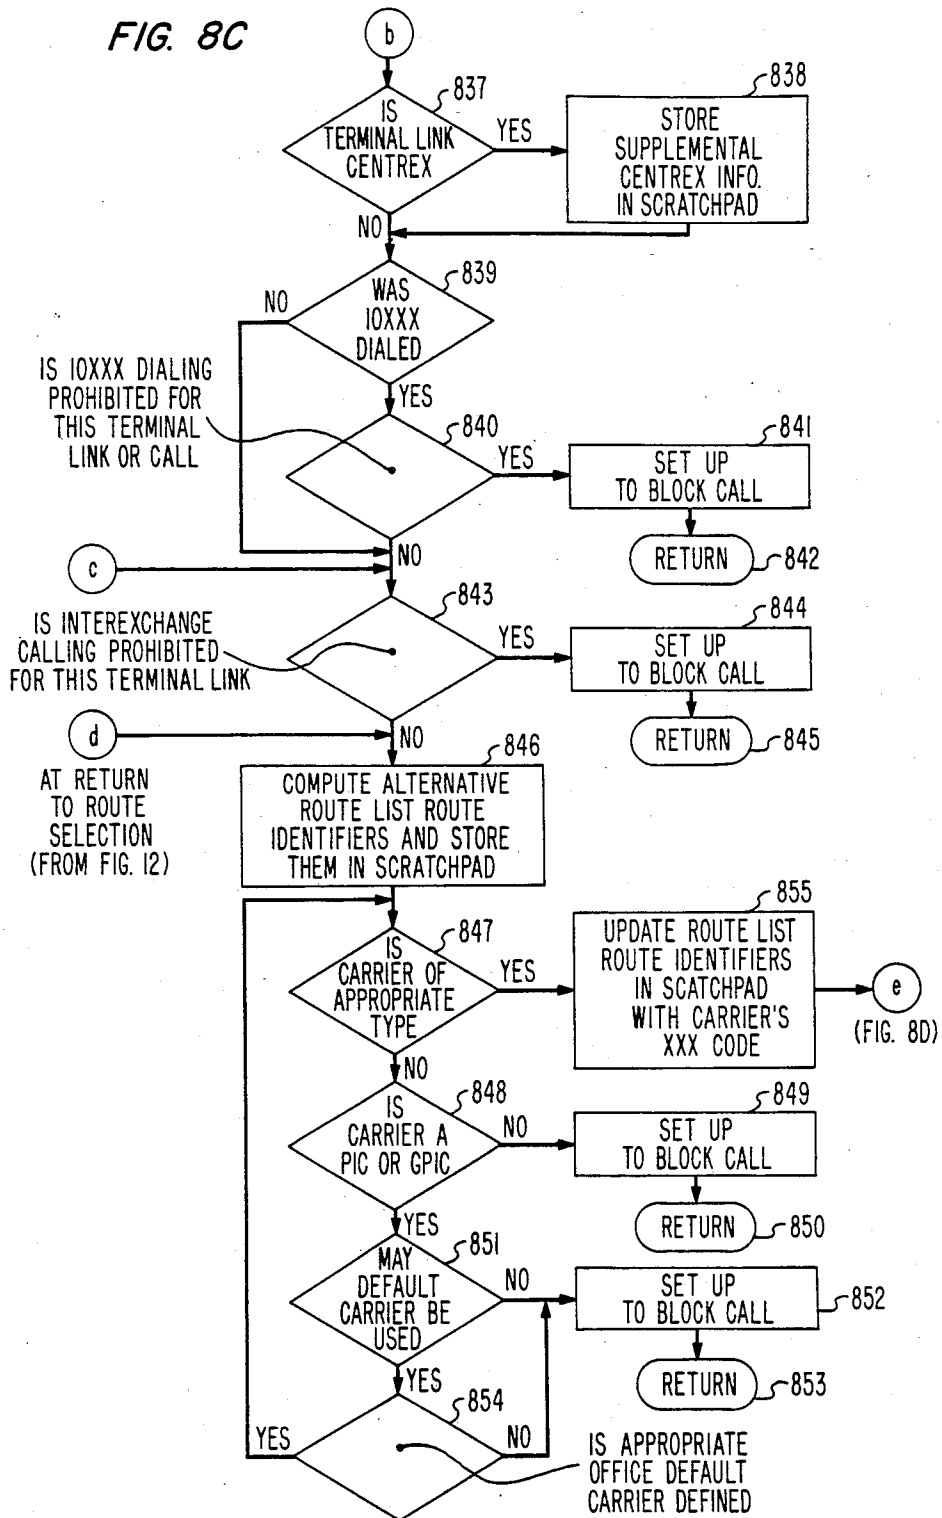 FIG. 8C
b
837
IS
TERMINAL LINK
CENTREX
YES
838
STORE
SUPPLEMENTAL
CENTREX INFO.
IN SCRATCHPAD
NO
839
WAS
10XXX
DIALED
NO
YES
IS 10XXX DIALING
PROHIBITED FOR
THIS TERMINAL
LINK OR CALL
840
YES
841
SET UP
TO BLOCK CALL
RETURN
842
NO
c
843
IS INTEREXCHANGE
CALLING PROHIBITED
FOR THIS TERMINAL LINK
YES
844
SET UP
TO BLOCK CALL
RETURN
845
NO
d
AT RETURN
TO ROUTE
SELECTION
(FROM FIG. 12)
846
COMPUTE ALTERNATIVE
ROUTE LIST ROUTE
IDENTIFIERS AND STORE
THEM IN SCRATCHPAD
847
IS
CARRIER OF
APPROPRIATE
TYPE
YES
855
UPDATE ROUTE LIST
ROUTE IDENTIFIERS
IN SCATCHPAD
WITH CARRIER'S
XXX CODE
e
(FIG. 8D)
NO
848
IS
CARRIER A
PIC OR GPIC
NO
849
SET UP
TO BLOCK CALL
RETURN
850
YES
851
MAY
DEFAULT
CARRIER BE
USED
NO
SET UP
TO BLOCK CALL
852
RETURN
853
YES
854
YES
NO
IS APPROPRIATE
OFFICE DEFAULT
CARRIER DEFINED